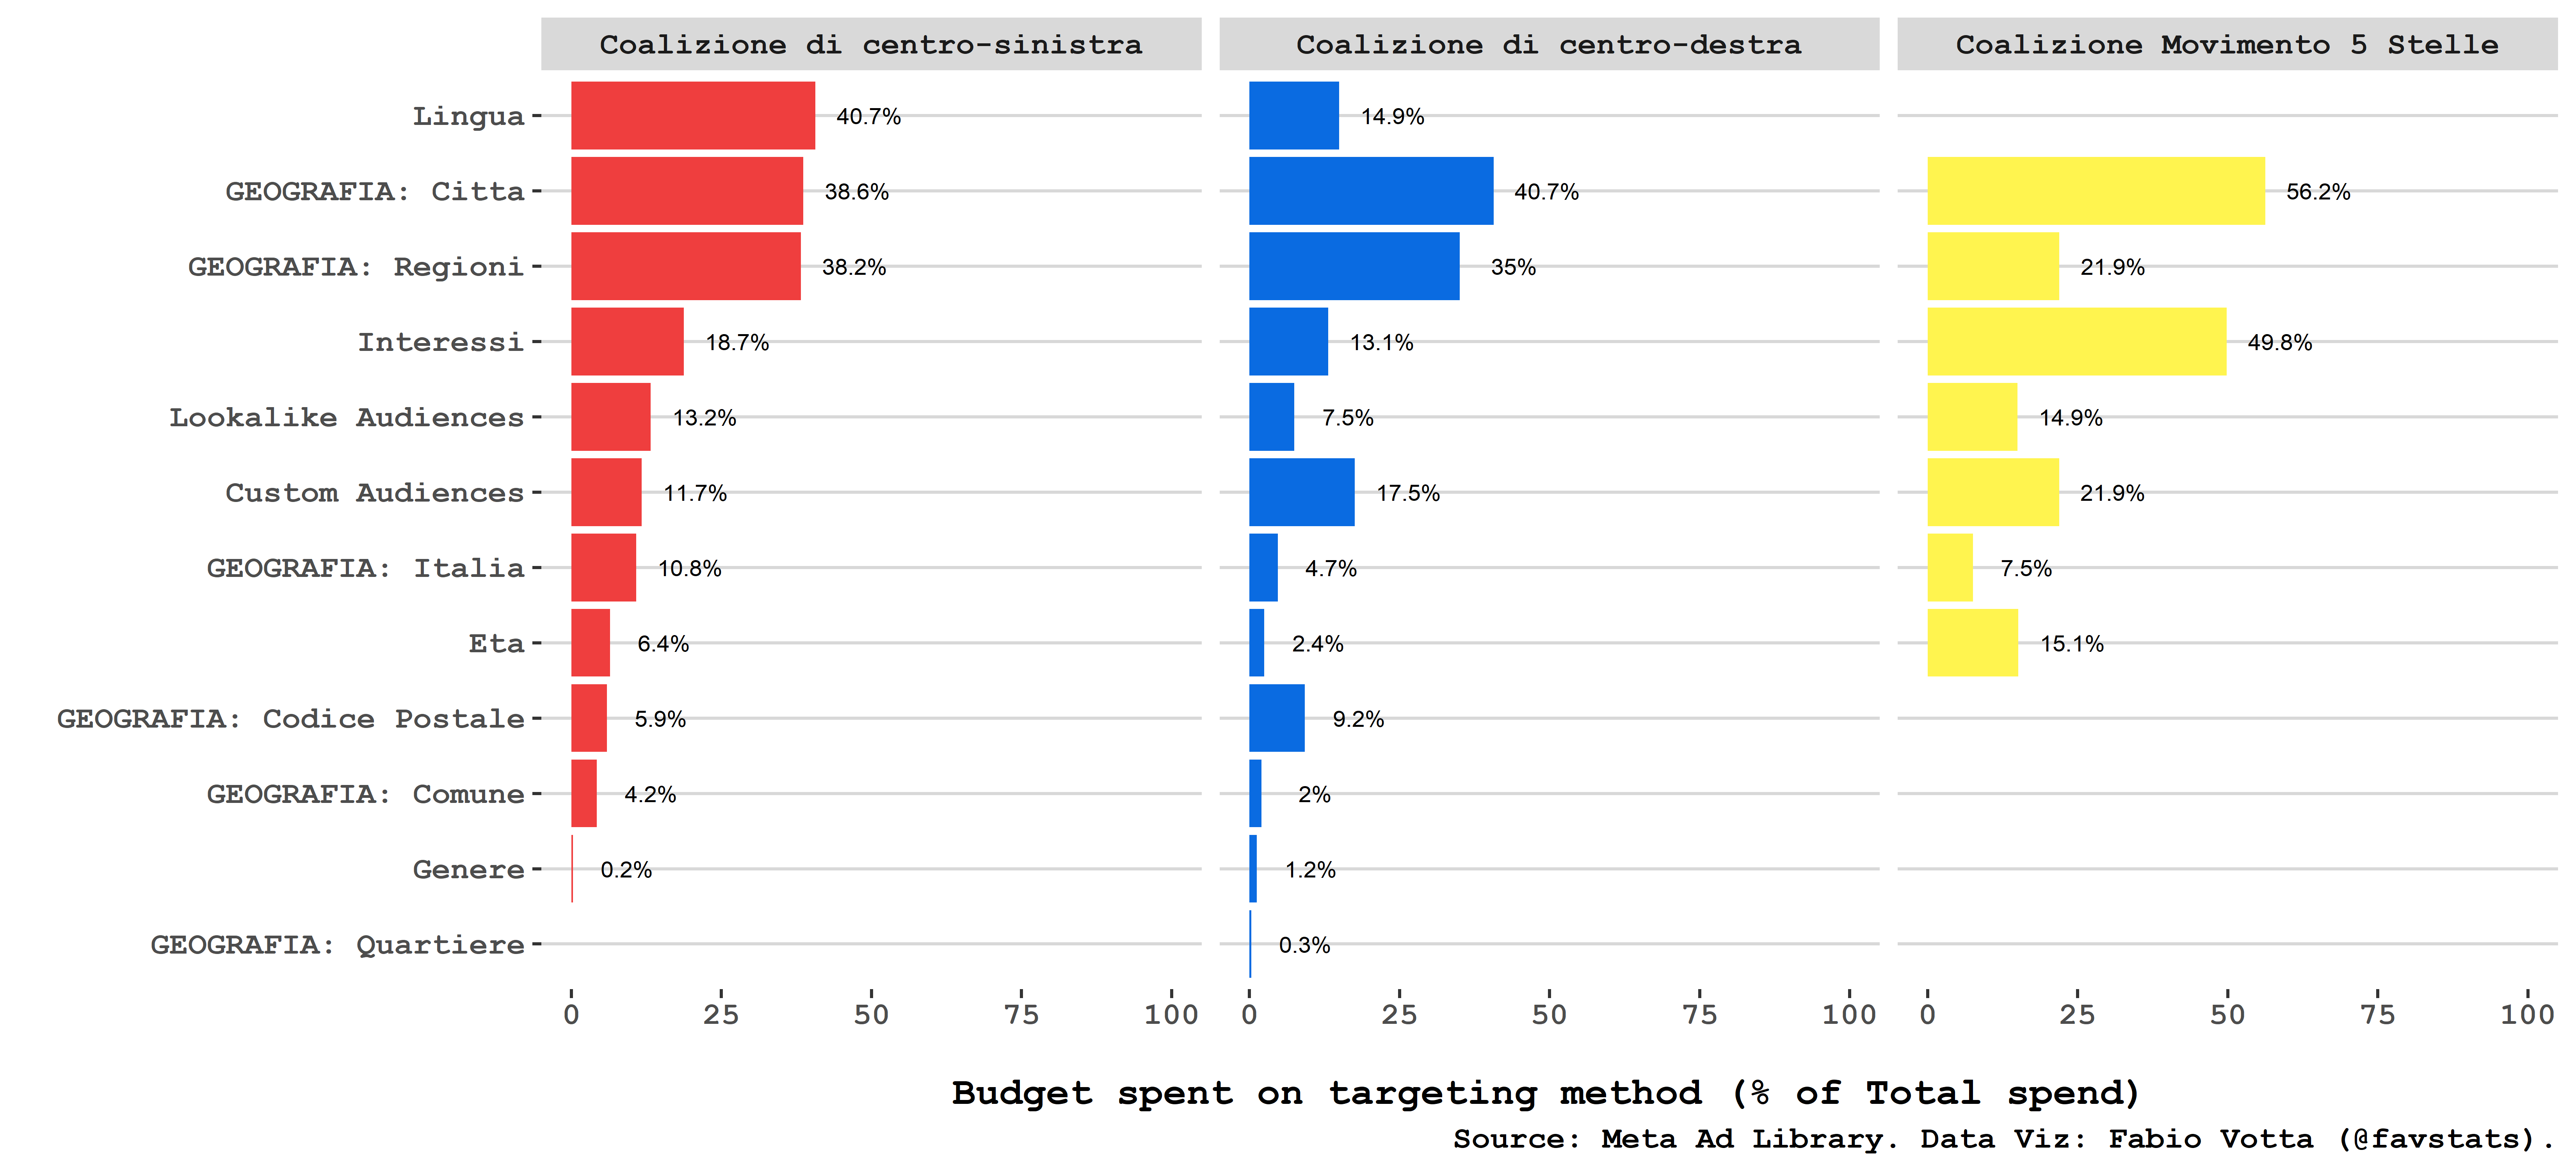 Coalizione di centro-sinistra Coalizione di centro-destra Coalizione Movimento 5 Stelle
Lingua 40.7% 14.9%
GEOGRAFIA: Citta 38.6% 40.7% 56.2%
GEOGRAFIA: Regioni 38.2% 35% 21.9%
Interessi 18.7% 13.1% 49.8%
Lookalike Audiences 13.2% 7.5% 14.9%
Custom Audiences 11.7% 17.5% 21.9%
GEOGRAFIA: Italia 10.8% 4.7% 7.5%
Eta 6.4% 2.4% 15.1%
GEOGRAFIA: Codice Postale 5.9% 9.2%
GEOGRAFIA: Comune 4.2% 2%
Genere 0.2% 1.2%
GEOGRAFIA: Quartiere 0.3%
0 25 50 75 100 0 25 50 75 100 0 25 50 75 100
Budget spent on targeting method (% of Total spend)
Source: Meta Ad Library. Data Viz: Fabio Votta (@favstats).